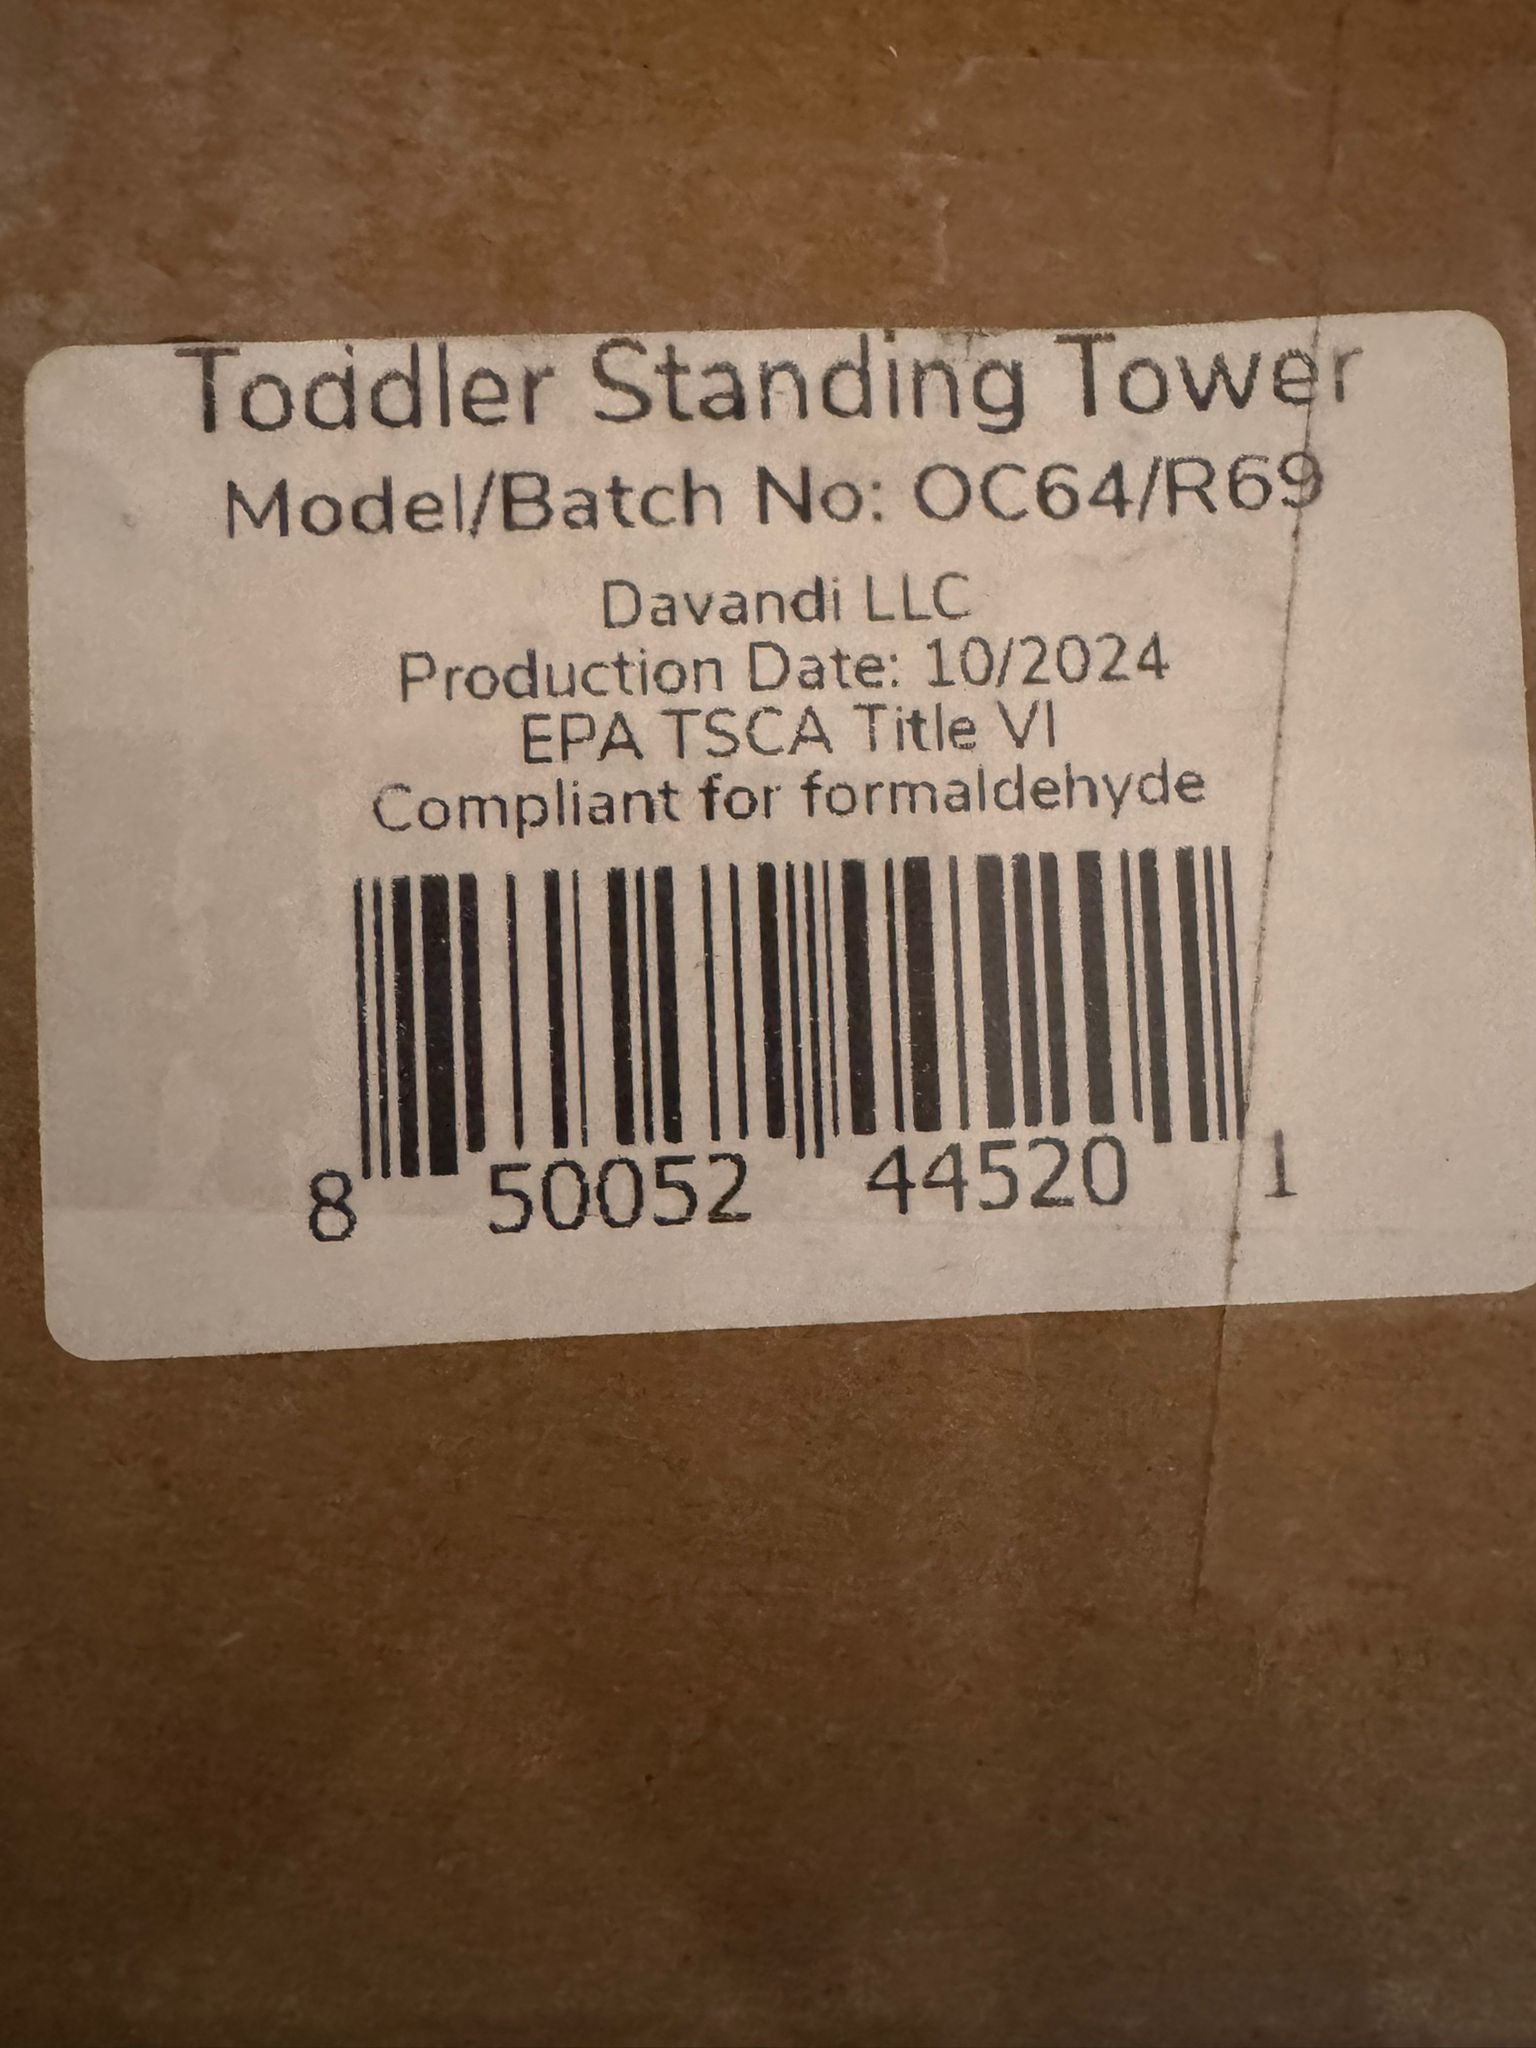 Toddler Standing Tower
Model/Batch No: OC64/R69
Davandi LLC
Production Date: 10/2024
EPA TSCA Title VI
Compliant for formaldehyde
8 50052 44520 1